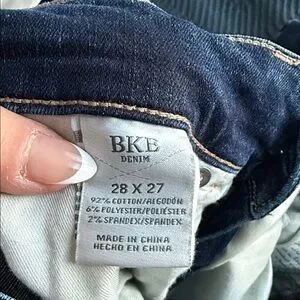 BKE
DENIM
28 X 27
92% COTTON/ALGODÓN
6% POLYESTER/POLIÉSTER
2% SPANDEX/SPANDEX
MADE IN CHINA
HECHO EN CHINA